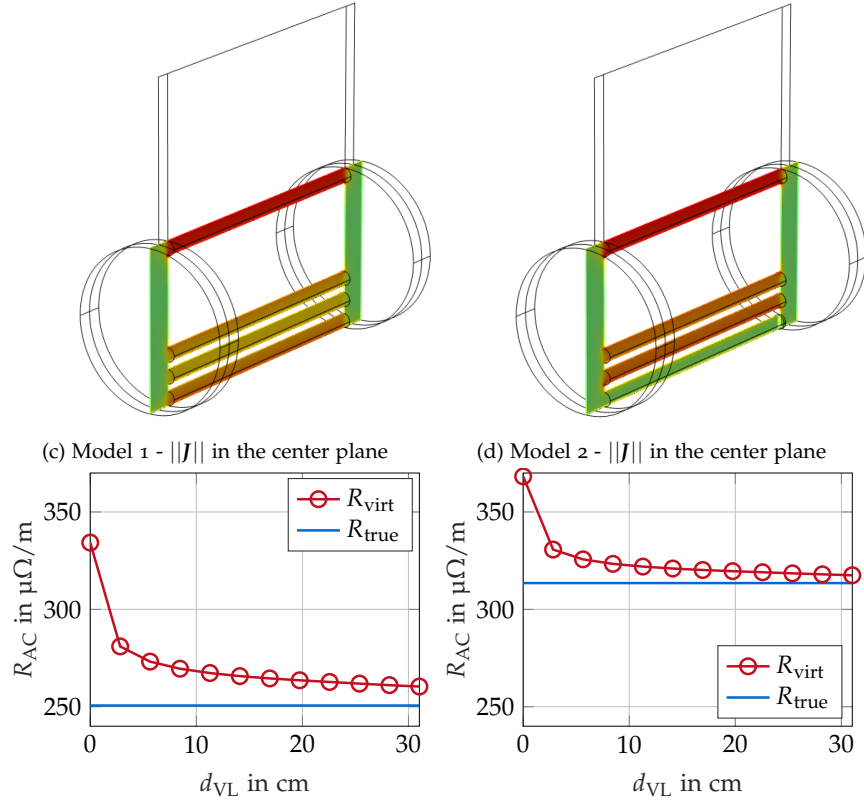 (c) Model 1 - ||J|| in the center plane
(d) Model 2 - ||J|| in the center plane
350
300
250
R_AC in µΩ/m
R_virt
R_true
0
10
20
30
d_VL in cm
350
300
250
R_AC in µΩ/m
R_virt
R_true
0
10
20
30
d_VL in cm